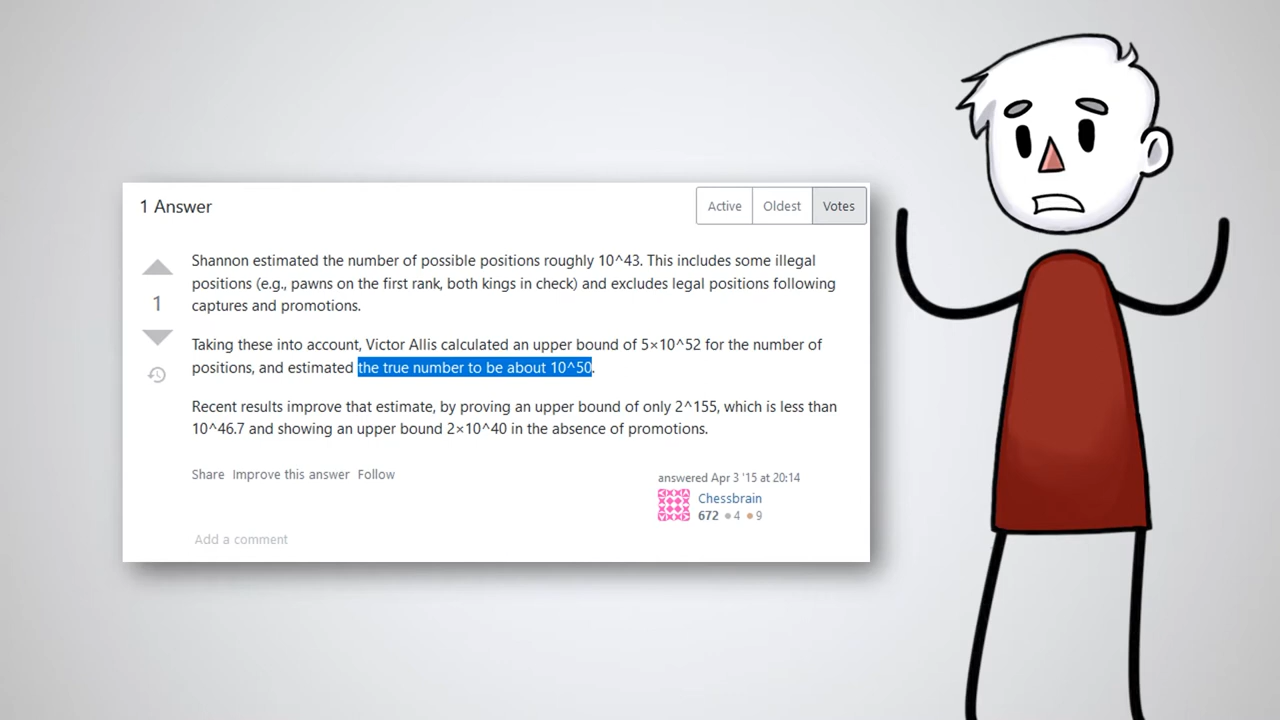 1 Answer
Active Oldest Votes
Shannon estimated the number of possible positions roughly 10^43. This includes some illegal
positions (e.g., pawns on the first rank, both kings in check) and excludes legal positions following
1
captures and promotions.
Taking these into account, Victor Allis calculated an upper bound of 5×10^52 for the number of
positions, and estimated the true number to be about 10^50.
Recent results improve that estimate, by proving an upper bound of only 2^155, which is less than
10^46.7 and showing an upper bound 2×10^40 in the absence of promotions.
Share Improve this answer Follow
answered Apr 3 '15 at 20:14
Chessbrain
672 ●4 ●9
Add a comment